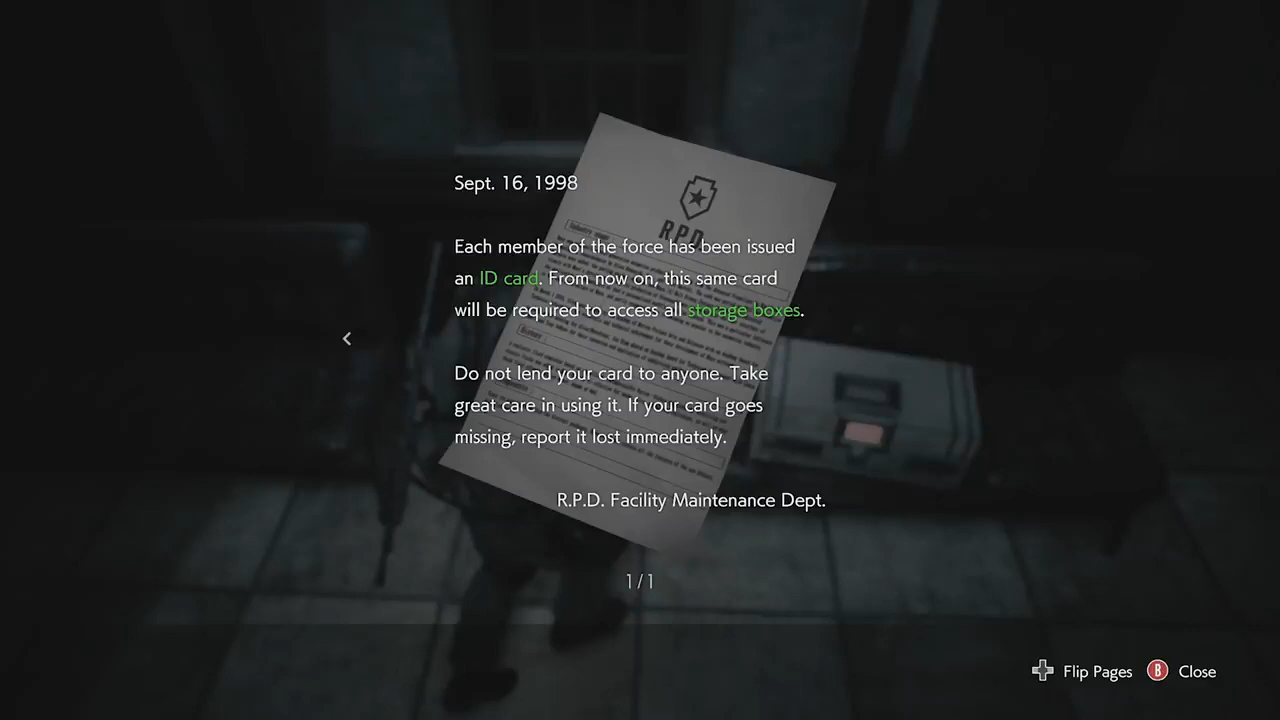 Sept. 16, 1998
R.P.D.
Each member of the force has been issued
an ID card. From now on, this same card
will be required to access all storage boxes.
Do not lend your card to anyone. Take
great care in using it. If your card goes
missing, report it lost immediately.
R.P.D. Facility Maintenance Dept.
1/1
Flip Pages B Close